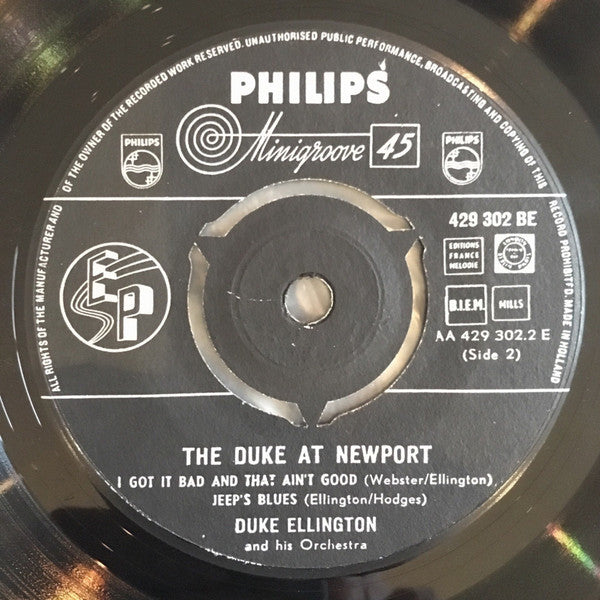 ALL RIGHTS OF THE MANUFACTURER AND OF THE OWNER OF THE RECORDED WORK RESERVED. UNAUTHORISED PUBLIC PERFORMANCE, BROADCASTING AND COPYING OF THIS RECORD PROHIBITED. MADE IN HOLLAND
PHILIPS
Minigroove 45
PHILIPS
PHILIPS
429 302 BE
EDITIONS
FRANCE
MELODIE
B.I.E.M.
MILLS
EP
AA 429 302.2 E
(Side 2)
THE DUKE AT NEWPORT
I GOT IT BAD AND THAT AIN'T GOOD (Webster/Ellington)
JEEP'S BLUES (Ellington/Hodges)
DUKE ELLINGTON
and his Orchestra